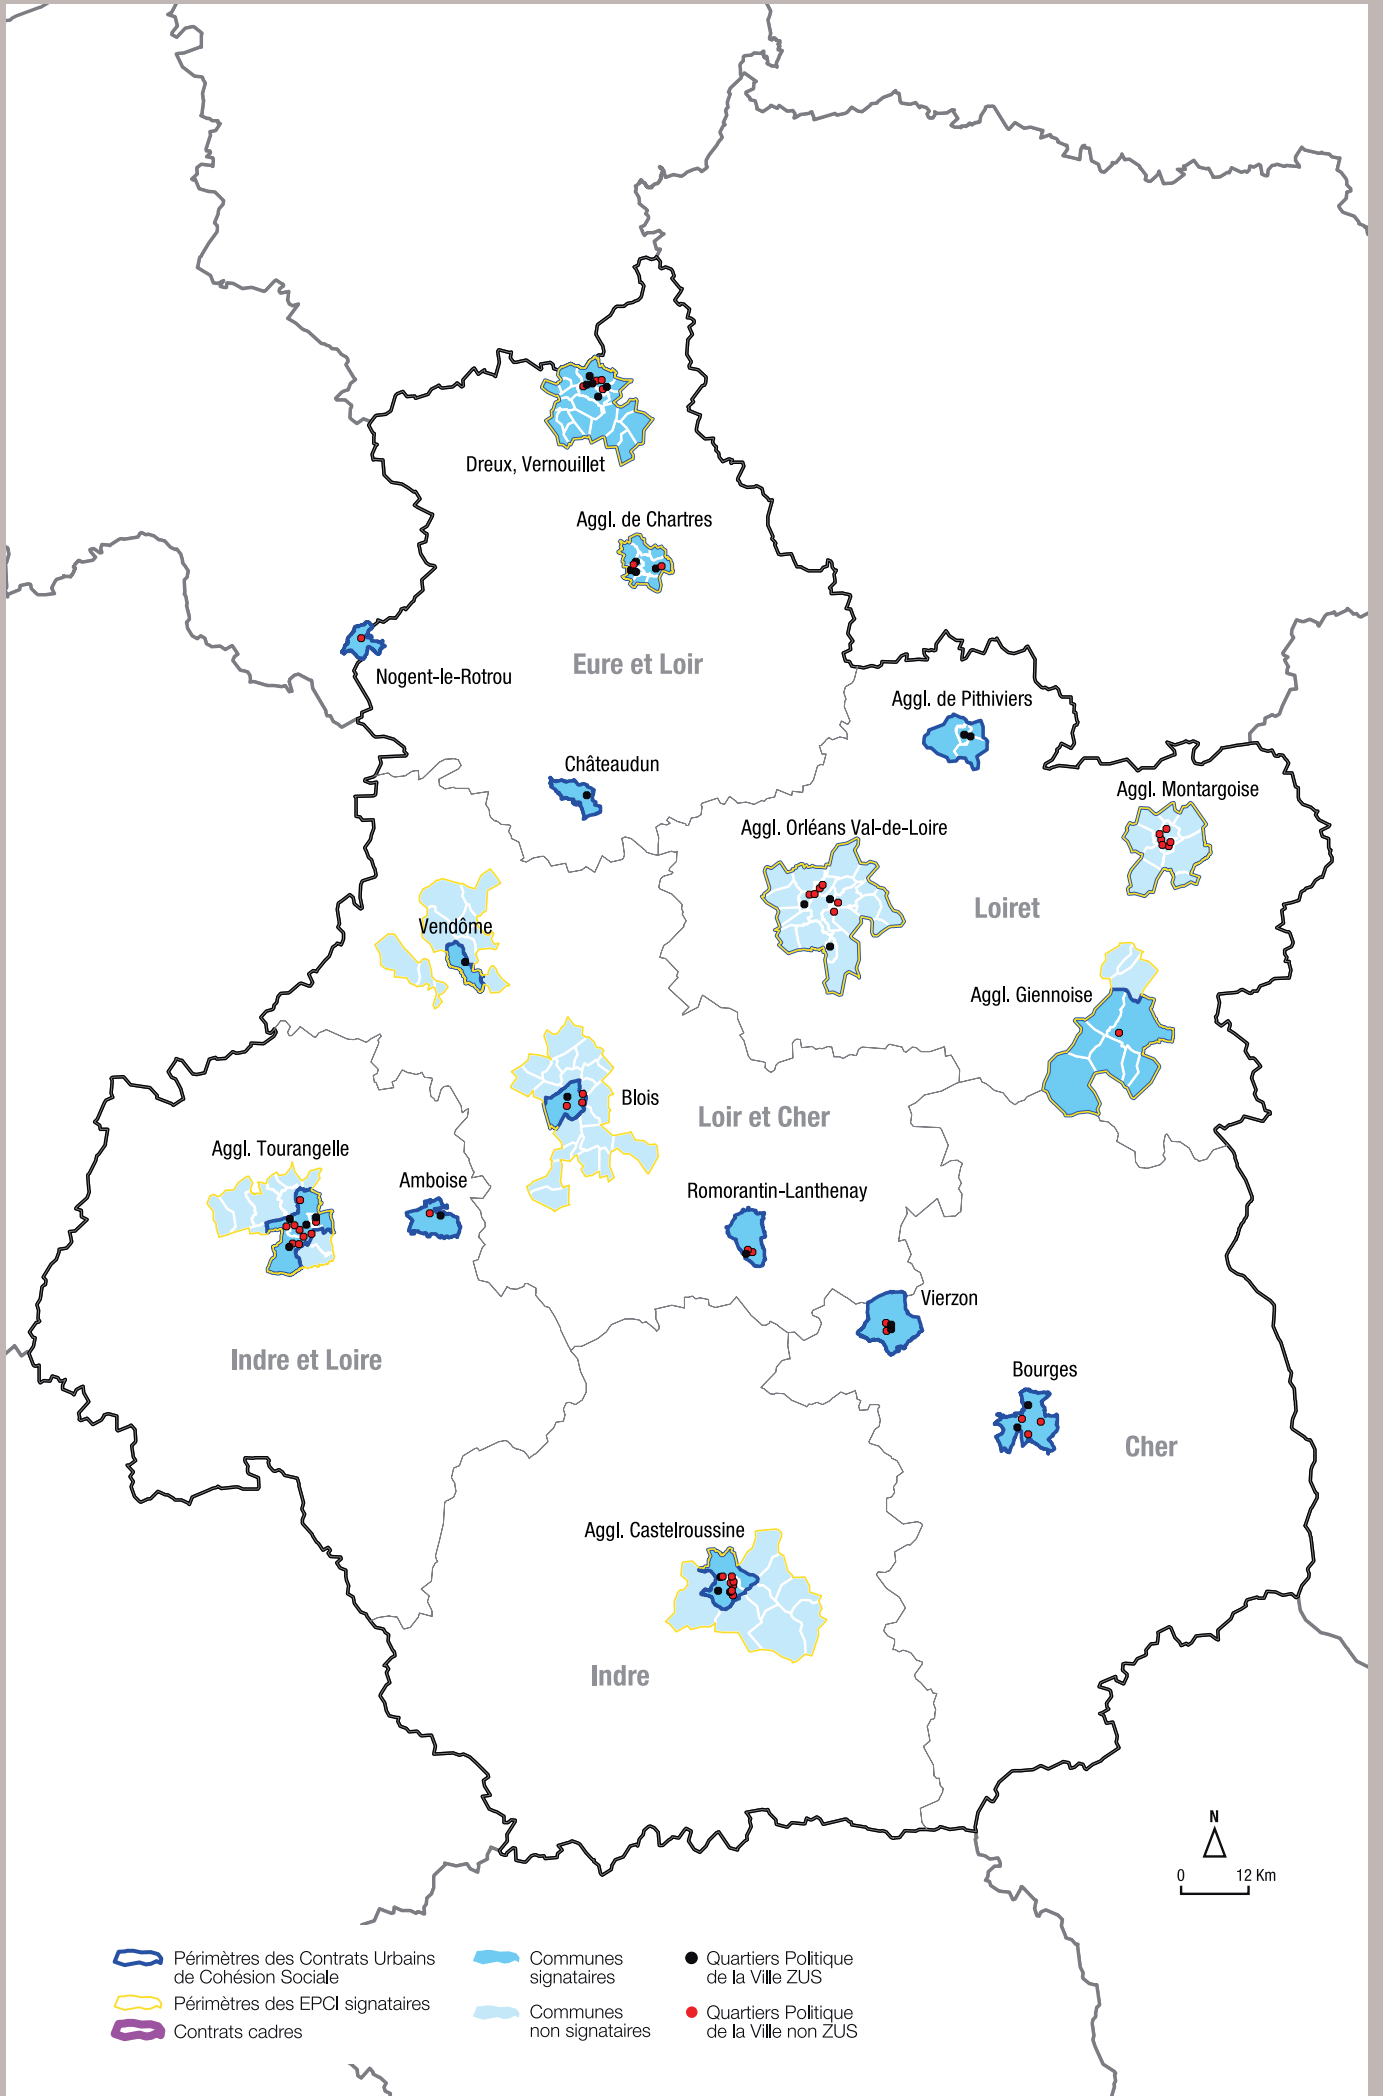 Dreux, Vernouillet
Aggl. de Chartres
Eure et Loir
Nogent-le-Rotrou
Aggl. de Pithiviers
Châteaudun
Aggl. Montargoise
Aggl. Orléans Val-de-Loire
Loiret
Vendôme
Aggl. Giennoise
Blois
Loir et Cher
Aggl. Tourangelle
Amboise
Romorantin-Lanthenay
Vierzon
Indre et Loire
Bourges
Cher
Aggl. Castelroussine
Indre
N
0 12 Km
Périmètres des Contrats Urbains
de Cohésion Sociale
Périmètres des EPCI signataires
Contrats cadres
Communes
signataires
Communes
non signataires
Quartiers Politique
de la Ville ZUS
Quartiers Politique
de la Ville non ZUS